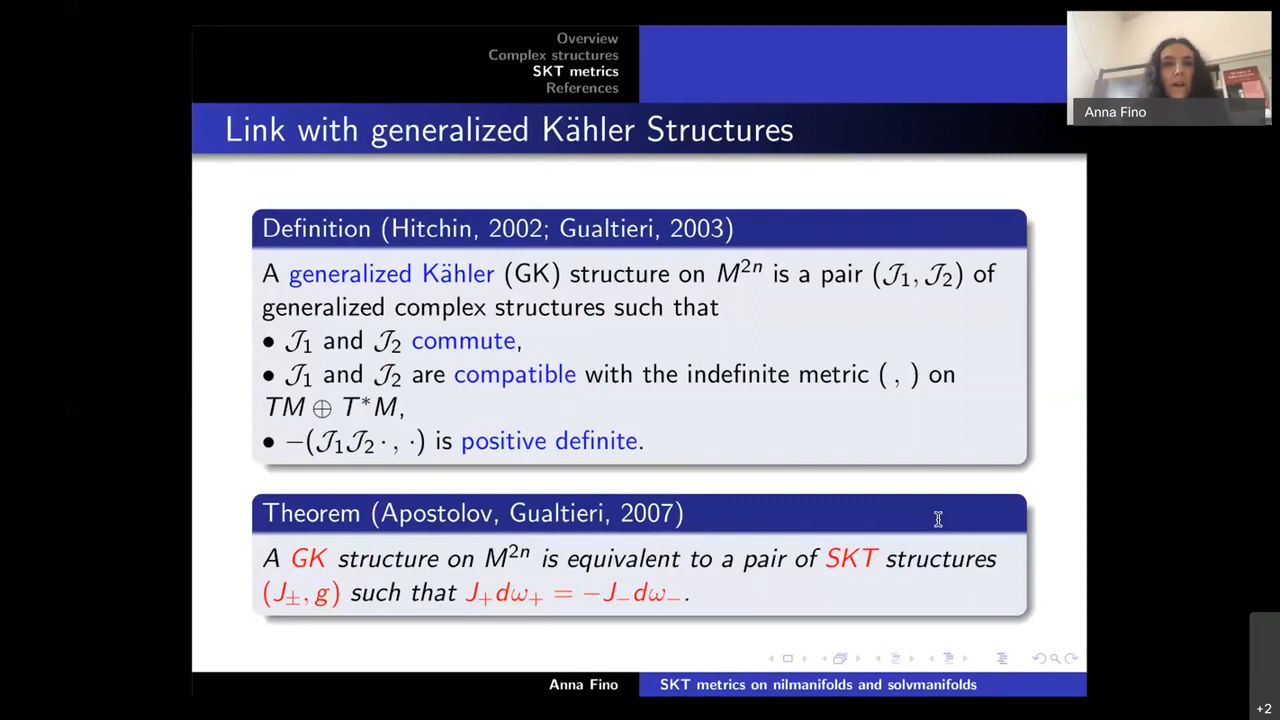 Overview
Complex structures
SKT metrics
References
Anna Fino
Link with generalized Kähler Structures
Definition (Hitchin, 2002; Gualtieri, 2003)
A generalized Kähler (GK) structure on M²ⁿ is a pair (𝒥₁, 𝒥₂) of
generalized complex structures such that
• 𝒥₁ and 𝒥₂ commute,
• 𝒥₁ and 𝒥₂ are compatible with the indefinite metric ( , ) on
TM ⊕ T*M,
• −(𝒥₁𝒥₂ · , ·) is positive definite.
Theorem (Apostolov, Gualtieri, 2007)
A GK structure on M²ⁿ is equivalent to a pair of SKT structures
(J±, g) such that J₊dω₊ = −J₋dω₋.
Anna Fino
SKT metrics on nilmanifolds and solvmanifolds
+2